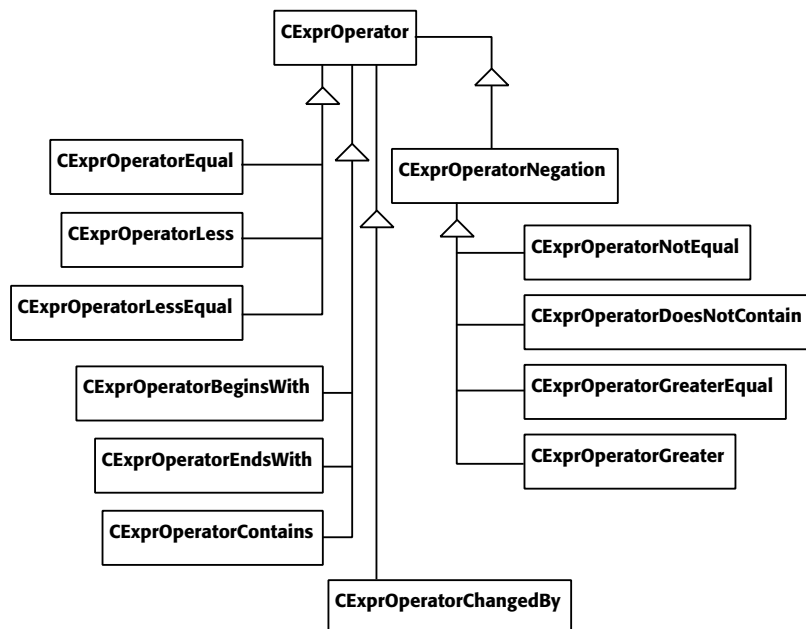 CExprOperator
CExprOperatorEqual
CExprOperatorNegation
CExprOperatorLess
CExprOperatorNotEqual
CExprOperatorLessEqual
CExprOperatorDoesNotContain
CExprOperatorBeginsWith
CExprOperatorGreaterEqual
CExprOperatorEndsWith
CExprOperatorGreater
CExprOperatorContains
CExprOperatorChangedBy